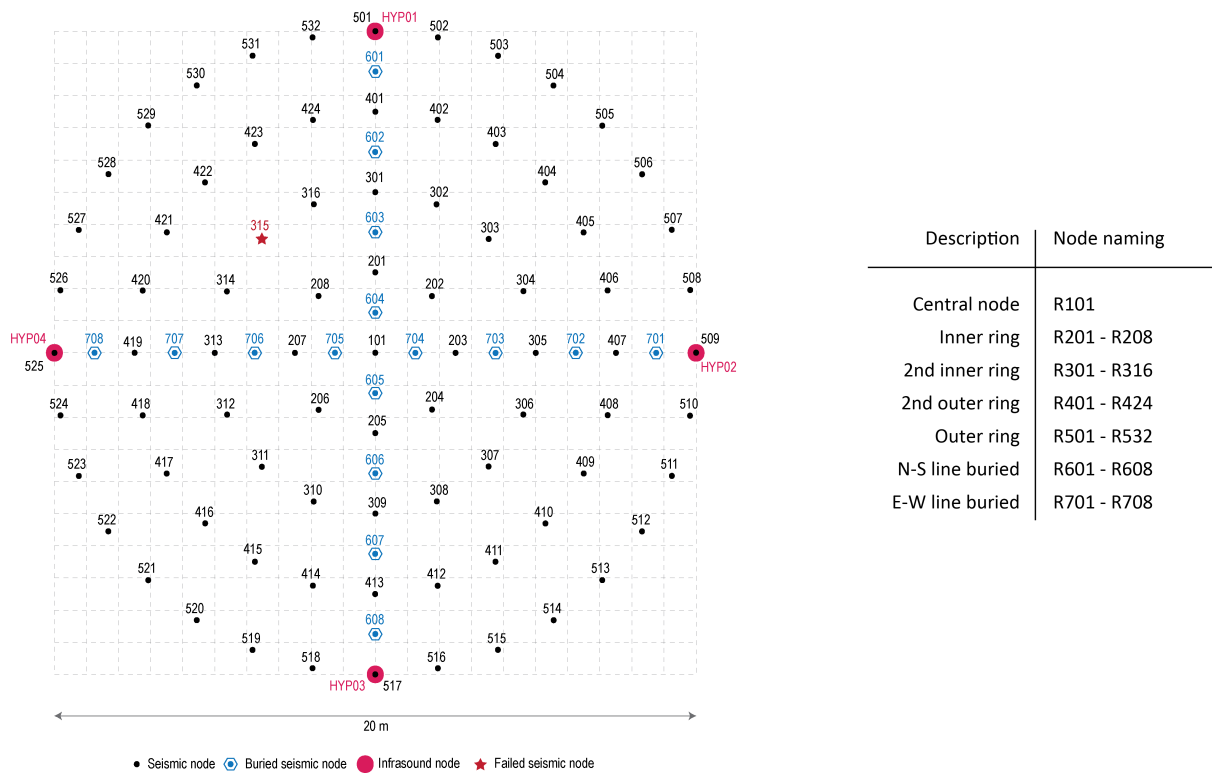 501 HYP01
532 502
531 503
601
530 504
424 401 402
529 505
423 602 403
528 506
422 404
316 301 302
527 421 315 603 303 405 507
201
526 420 314 208 202 304 406 508
604
HYP04 708 419 707 313 706 207 705 101 704 203 703 305 702 407 701 509
525 HYP02
605
524 418 312 206 204 306 408 510
205
523 417 311 606 307 409 511
310 308
309
522 416 410 512
607
415 411
521 414 413 412 513
520 608 514
519 515
518 516
HYP03 517
20 m
Seismic node Buried seismic node Infrasound node Failed seismic node
Description Node naming
Central node R101
Inner ring R201 - R208
2nd inner ring R301 - R316
2nd outer ring R401 - R424
Outer ring R501 - R532
N-S line buried R601 - R608
E-W line buried R701 - R708